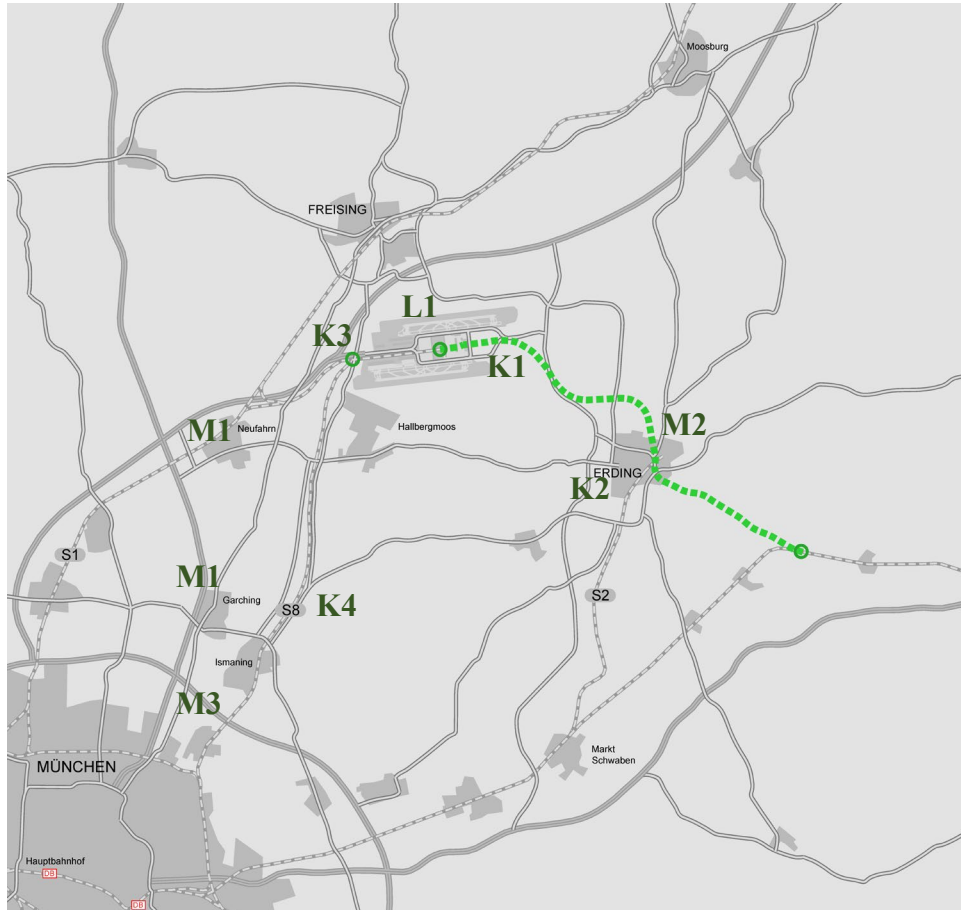 Moosburg
FREISING
L1
K3
K1
M1
Neufahrn
Hallbergmoos
M2
ERDING
K2
S1
M1
Garching
S8
K4
S2
Ismaning
M3
Markt
Schwaben
MÜNCHEN
Hauptbahnhof
DB
DB